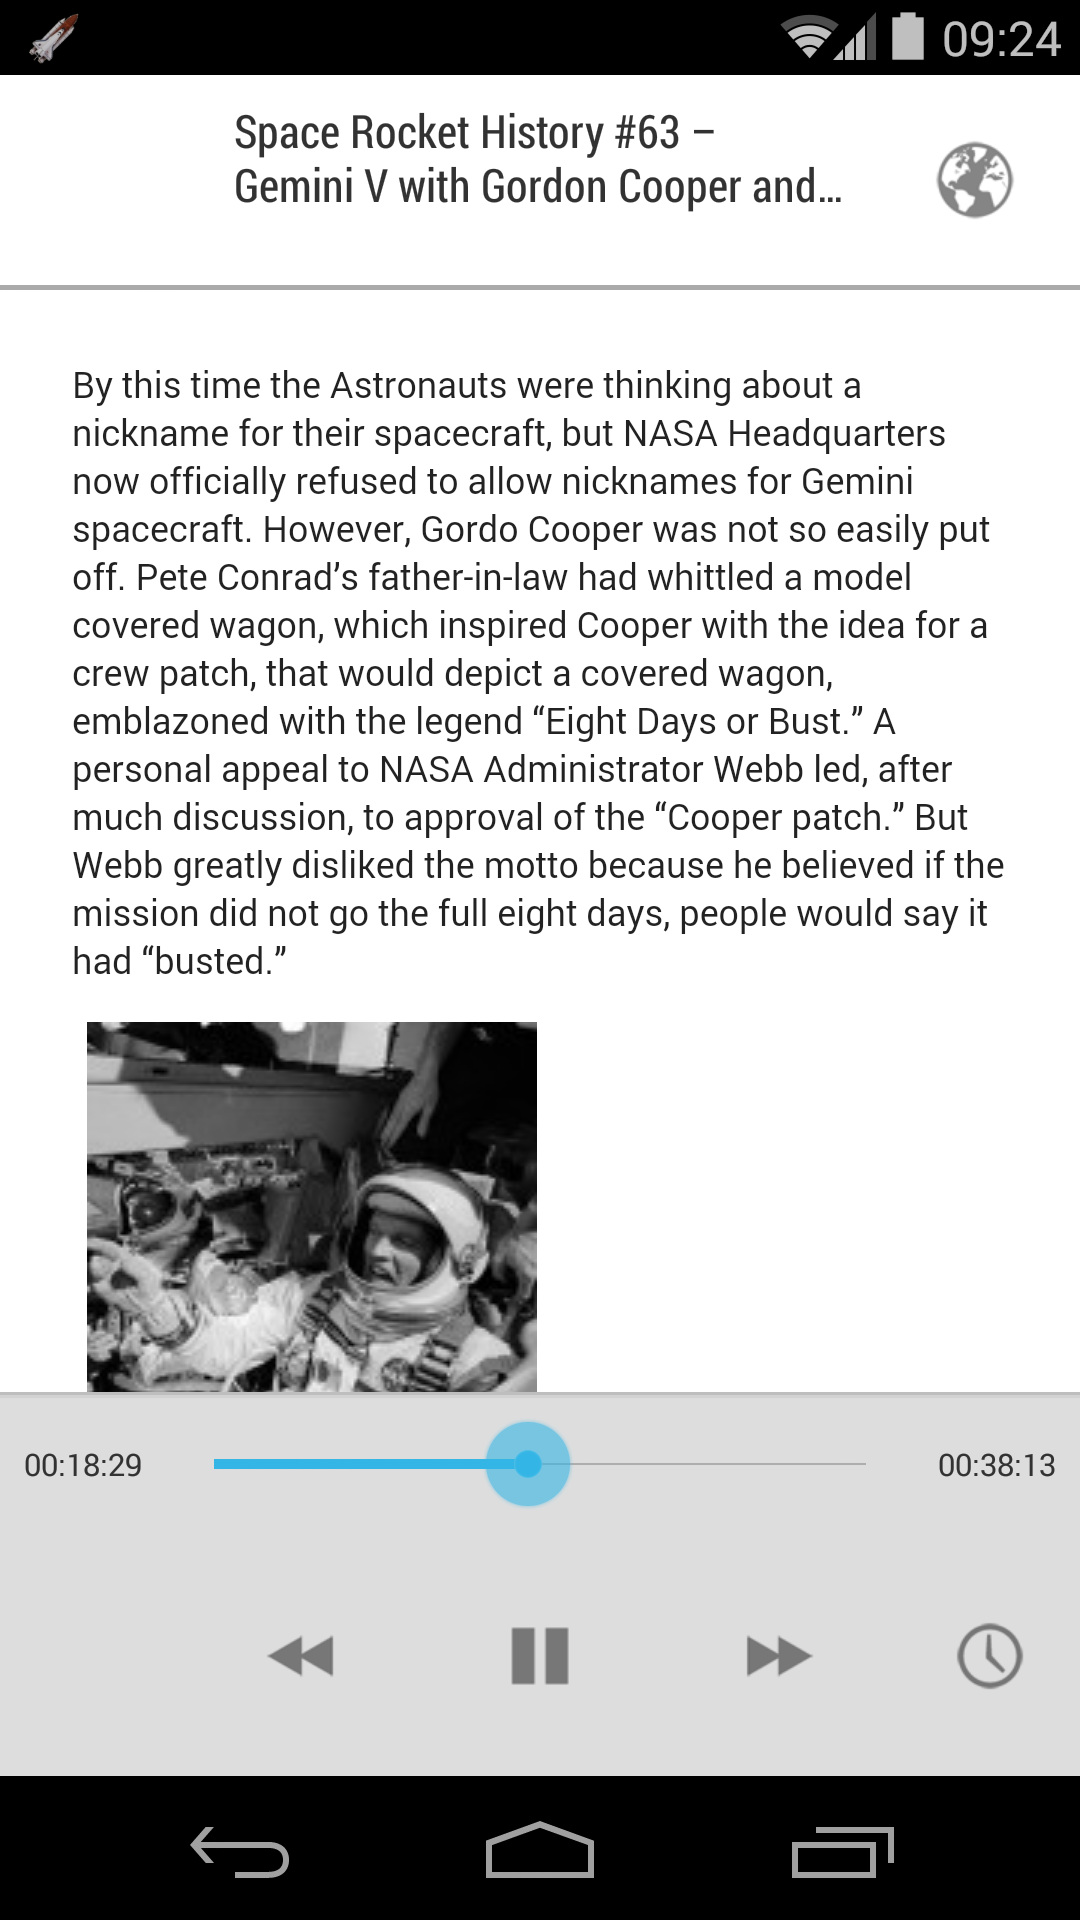 09:24
Space Rocket History #63 –
Gemini V with Gordon Cooper and...
By this time the Astronauts were thinking about a
nickname for their spacecraft, but NASA Headquarters
now officially refused to allow nicknames for Gemini
spacecraft. However, Gordo Cooper was not so easily put
off. Pete Conrad’s father-in-law had whittled a model
covered wagon, which inspired Cooper with the idea for a
crew patch, that would depict a covered wagon,
emblazoned with the legend “Eight Days or Bust.” A
personal appeal to NASA Administrator Webb led, after
much discussion, to approval of the “Cooper patch.” But
Webb greatly disliked the motto because he believed if the
mission did not go the full eight days, people would say it
had “busted.”
00:18:29
00:38:13